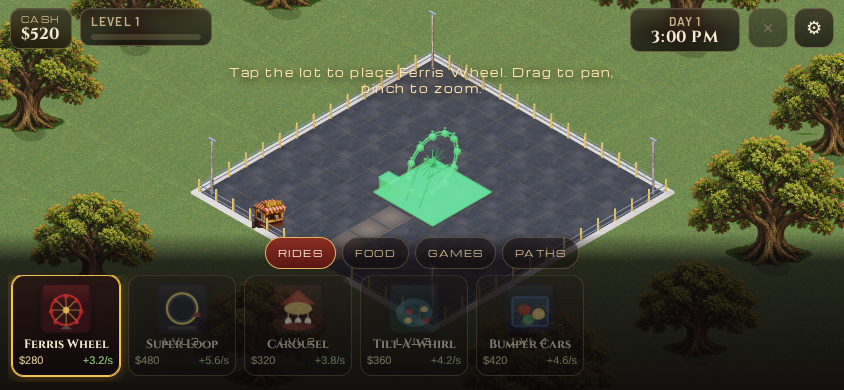 CASH
$520
LEVEL 1
DAY 1
3:00 PM
Tap the lot to place Ferris Wheel. Drag to pan,
pinch to zoom.
RIDES
FOOD
GAMES
PATHS
Ferris Wheel
$280 +3.2/s
Super Loop
$480 +5.6/s
Carousel
$320 +3.8/s
Tilt-A-Whirl
$360 +4.2/s
Bumper Cars
$420 +4.6/s